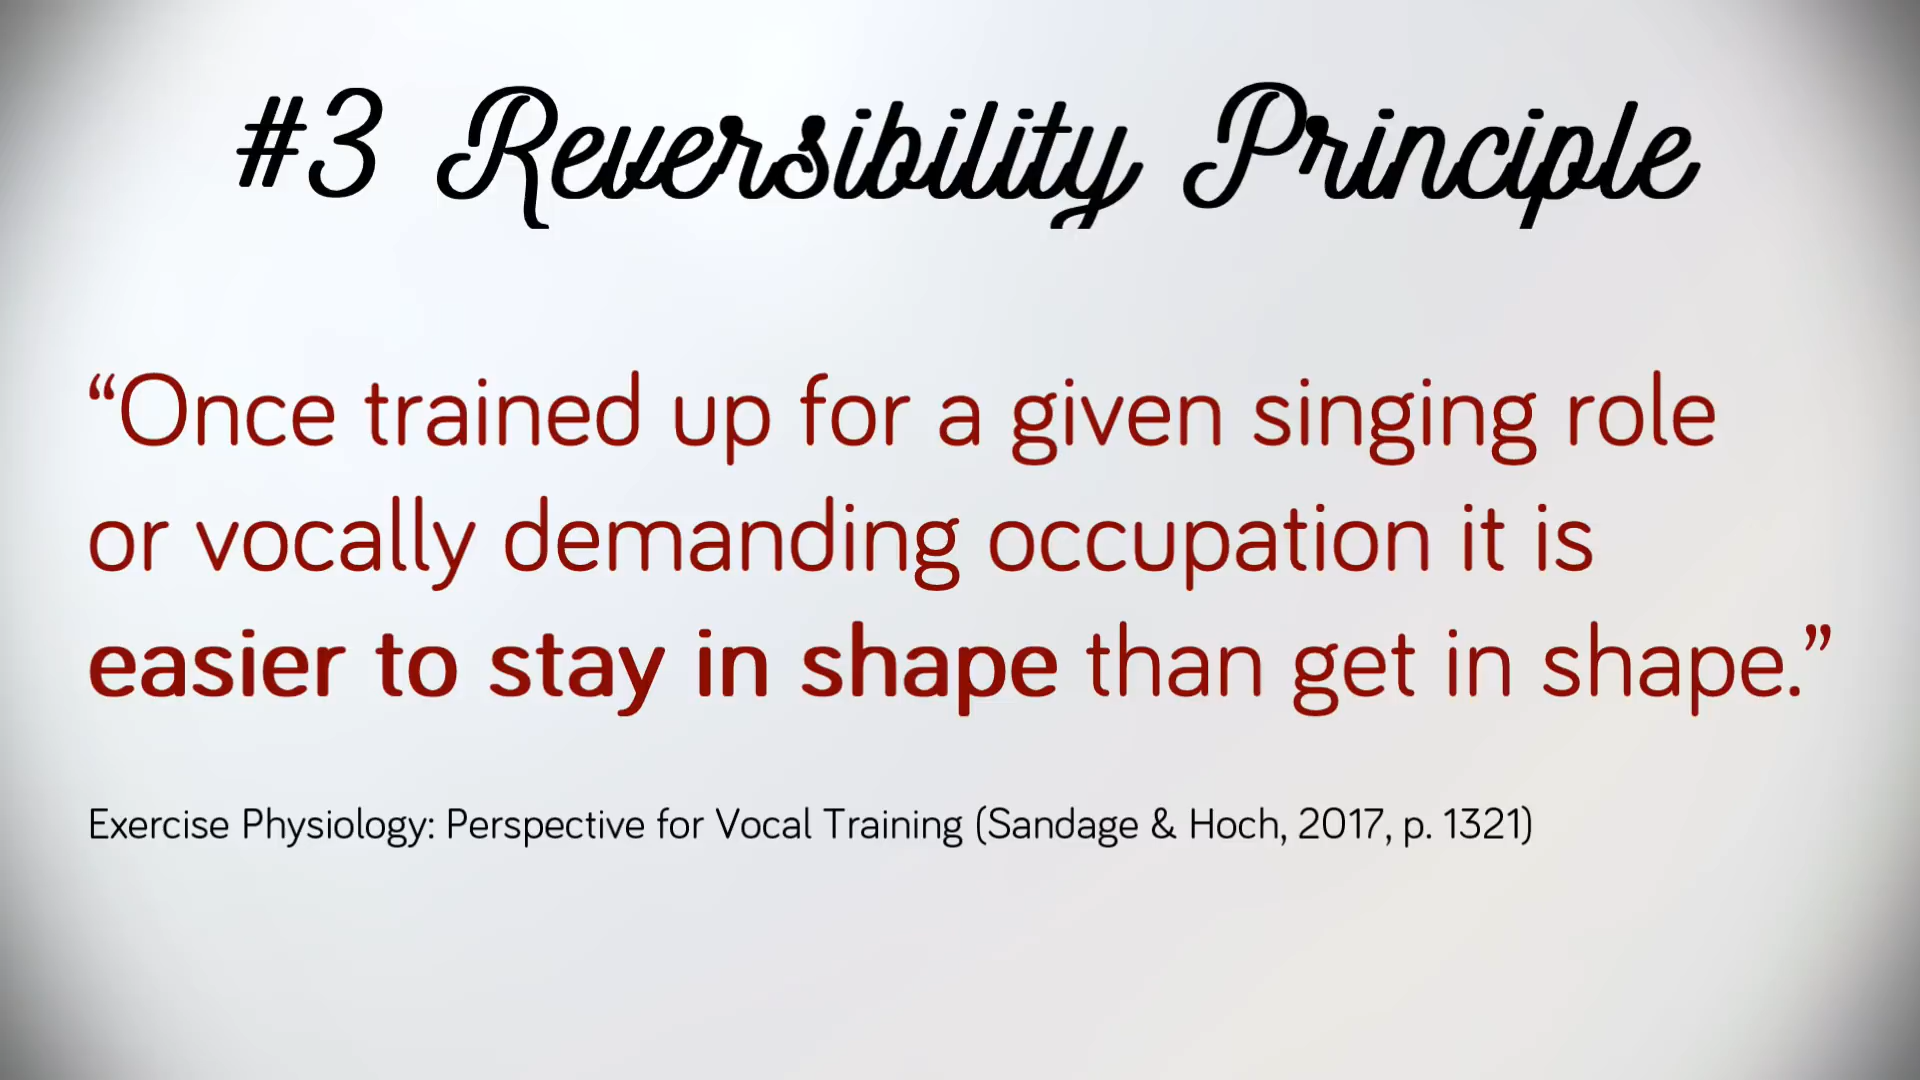 #3 Reversibility Principle
“Once trained up for a given singing role
or vocally demanding occupation it is
easier to stay in shape than get in shape.”
Exercise Physiology: Perspective for Vocal Training (Sandage & Hoch, 2017, p. 1321)